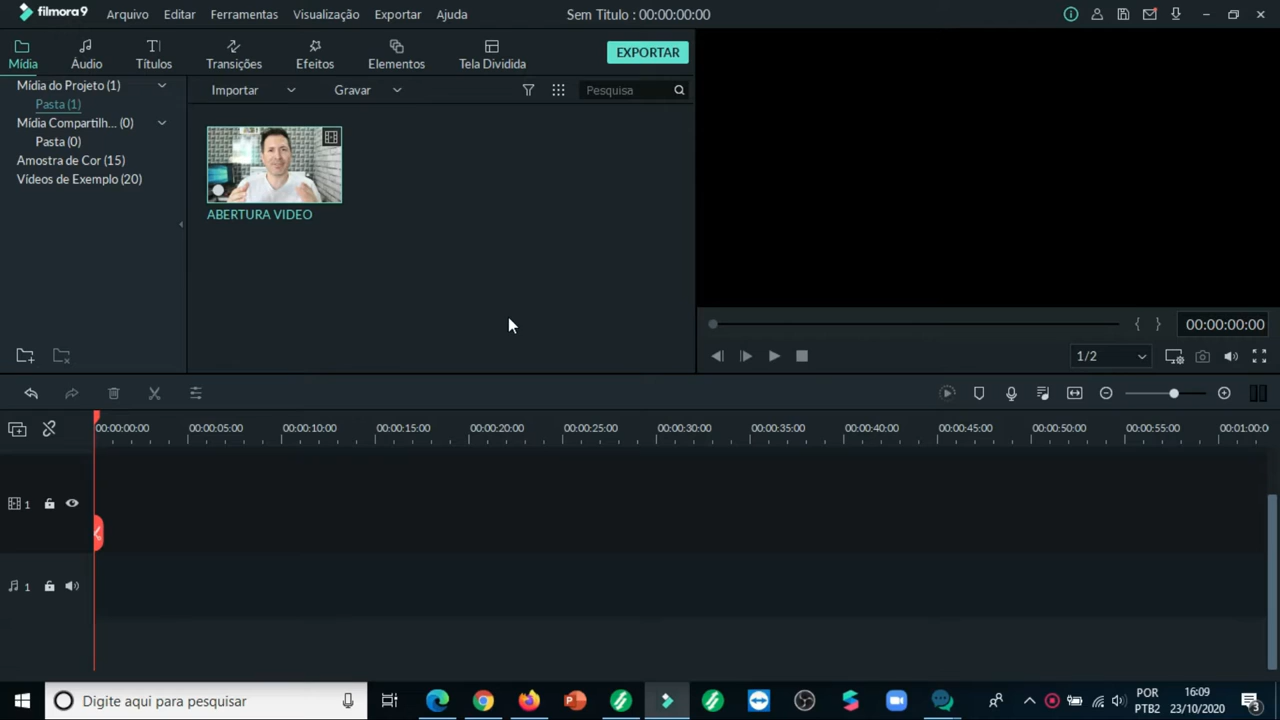 filmora9
Arquivo Editar Ferramentas Visualização Exportar Ajuda
Sem Titulo : 00:00:00:00
Mídia Áudio Títulos Transições Efeitos Elementos Tela Dividida
EXPORTAR
Mídia do Projeto (1)
Pasta (1)
Mídia Compartilh... (0)
Pasta (0)
Amostra de Cor (15)
Vídeos de Exemplo (20)
Importar Gravar Pesquisa
ABERTURA VIDEO
00:00:00:00
1/2
00:00:00:00 00:00:05:00 00:00:10:00 00:00:15:00 00:00:20:00 00:00:25:00 00:00:30:00 00:00:35:00 00:00:40:00 00:00:45:00 00:00:50:00 00:00:55:00 00:01:00:0
1
1
Digite aqui para pesquisar
POR
PTB2
16:09
23/10/2020
3